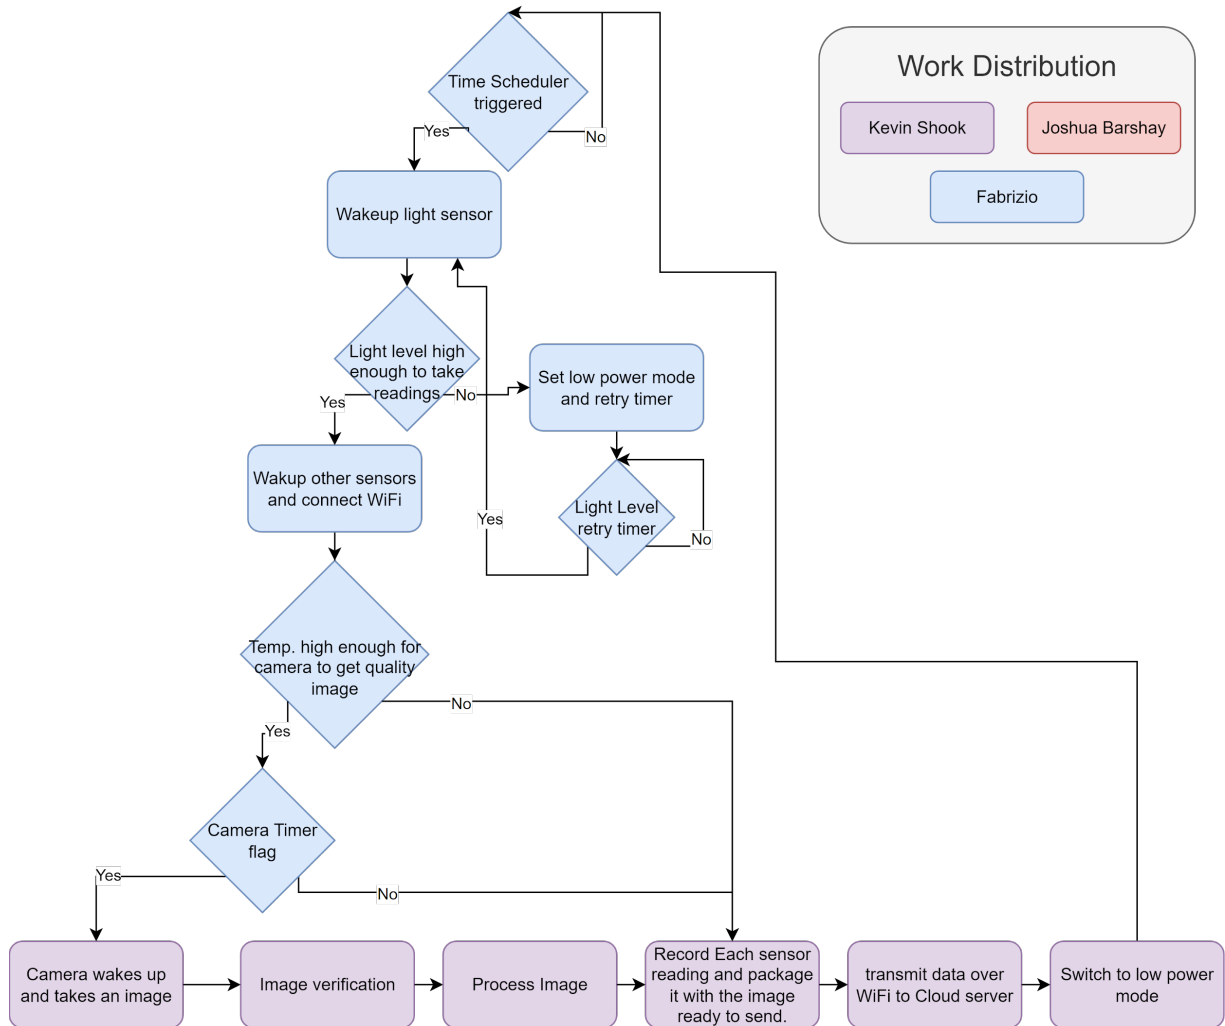 Work Distribution
Kevin Shook
Joshua Barshay
Fabrizio
Time Scheduler
triggered
Yes
No
Wakeup light sensor
Light level high
enough to take
readings
Yes
No
Set low power mode
and retry timer
Wakup other sensors
and connect WiFi
Light Level
retry timer
Yes
No
Temp. high enough for
camera to get quality
image
No
Yes
Camera Timer
flag
Yes
No
Camera wakes up
and takes an image
Image verification
Process Image
Record Each sensor
reading and package
it with the image
ready to send.
transmit data over
WiFi to Cloud server
Switch to low power
mode